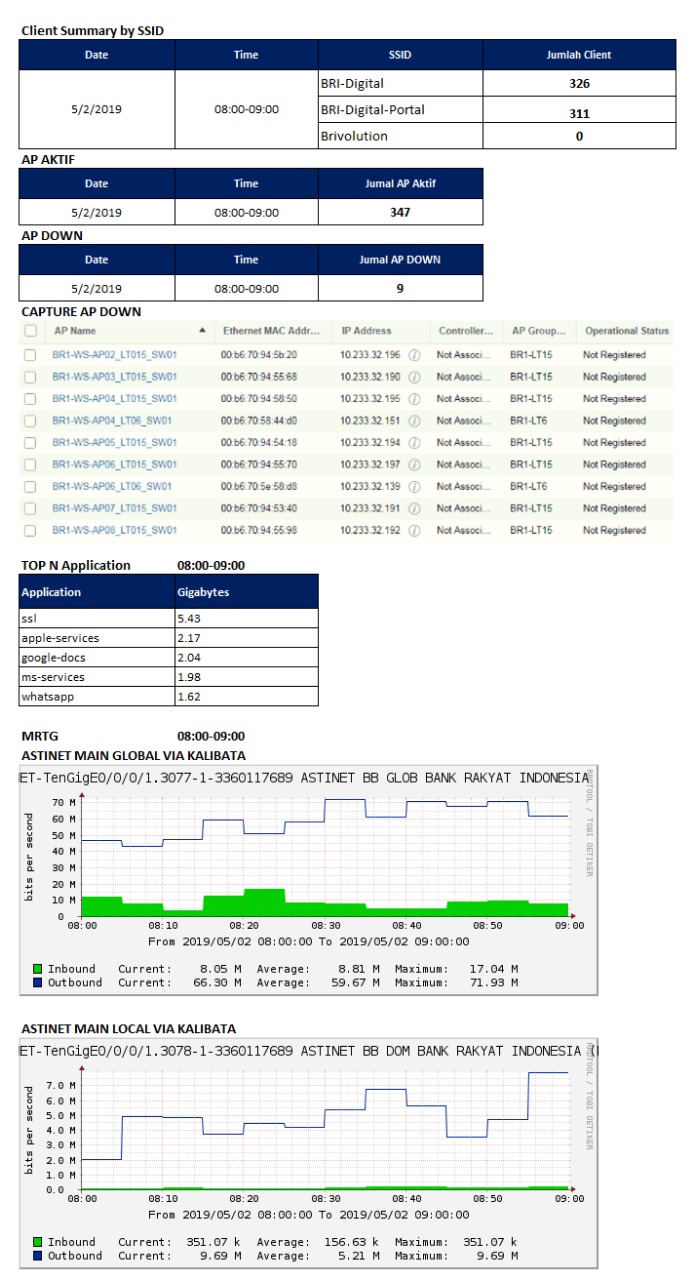 Client Summary by SSID
Date Time SSID Jumlah Client
5/2/2019 08:00-09:00 BRI-Digital 326
BRI-Digital-Portal 311
Brivolution 0
AP AKTIF
Date Time Jumal AP Aktif
5/2/2019 08:00-09:00 347
AP DOWN
Date Time Jumal AP DOWN
5/2/2019 08:00-09:00 9
CAPTURE AP DOWN
AP Name Ethernet MAC Addr... IP Address Controller... AP Group... Operational Status
BR1-WS-AP02_LT015_SW01 00:b6:70:94:5b:20 10.233.32.196 Not Associ... BR1-LT15 Not Registered
BR1-WS-AP03_LT015_SW01 00:b6:70:94:55:68 10.233.32.190 Not Associ... BR1-LT15 Not Registered
BR1-WS-AP04_LT015_SW01 00:b6:70:94:58:50 10.233.32.195 Not Associ... BR1-LT15 Not Registered
BR1-WS-AP04_LT06_SW01 00:b6:70:58:44:d0 10.233.32.151 Not Associ... BR1-LT6 Not Registered
BR1-WS-AP05_LT015_SW01 00:b6:70:94:54:18 10.233.32.194 Not Associ... BR1-LT15 Not Registered
BR1-WS-AP06_LT015_SW01 00:b6:70:94:55:70 10.233.32.197 Not Associ... BR1-LT15 Not Registered
BR1-WS-AP06_LT06_SW01 00:b6:70:5e:58:d8 10.233.32.139 Not Associ... BR1-LT6 Not Registered
BR1-WS-AP07_LT015_SW01 00:b6:70:94:53:40 10.233.32.191 Not Associ... BR1-LT15 Not Registered
BR1-WS-AP08_LT015_SW01 00:b6:70:94:55:98 10.233.32.192 Not Associ... BR1-LT15 Not Registered
TOP N Application 08:00-09:00
Application Gigabytes
ssl 5.43
apple-services 2.17
google-docs 2.04
ms-services 1.98
whatsapp 1.62
MRTG 08:00-09:00
ASTINET MAIN GLOBAL VIA KALIBATA
ET-TenGigE0/0/0/1.3077-1-3360117689 ASTINET BB GLOB BANK RAKYAT INDONESIA
RRDTOOL / TOBI OETIKER
bits per second
70 M
60 M
50 M
40 M
30 M
20 M
10 M
0
08:00 08:10 08:20 08:30 08:40 08:50 09:00
From 2019/05/02 08:00:00 To 2019/05/02 09:00:00
Inbound Current: 8.05 M Average: 8.81 M Maximum: 17.04 M
Outbound Current: 66.30 M Average: 59.67 M Maximum: 71.93 M
ASTINET MAIN LOCAL VIA KALIBATA
ET-TenGigE0/0/0/1.3078-1-3360117689 ASTINET BB DOM BANK RAKYAT INDONESIA (
RRDTOOL / TOBI OETIKER
bits per second
7.0 M
6.0 M
5.0 M
4.0 M
3.0 M
2.0 M
1.0 M
0.0
08:00 08:10 08:20 08:30 08:40 08:50 09:00
From 2019/05/02 08:00:00 To 2019/05/02 09:00:00
Inbound Current: 351.07 k Average: 156.63 k Maximum: 351.07 k
Outbound Current: 9.69 M Average: 5.21 M Maximum: 9.69 M